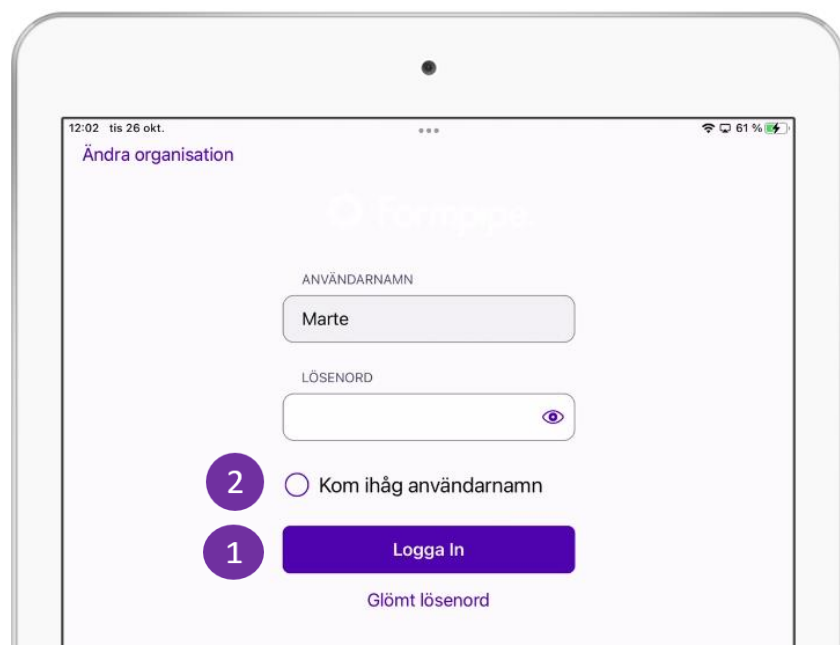 12:02 tis 26 okt.
61 %
Ändra organisation
Formpipe
ANVÄNDARNAMN
Marte
LÖSENORD
2 Kom ihåg användarnamn
1 Logga In
Glömt lösenord